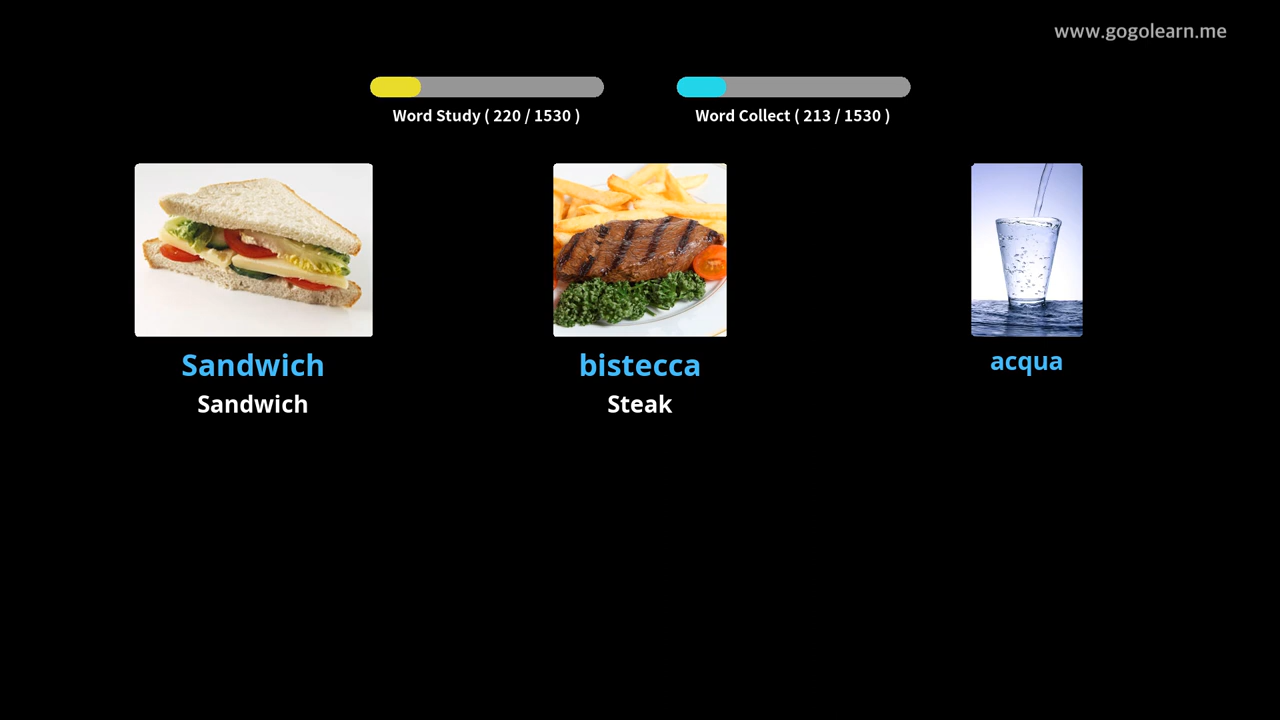 www.gogolearn.me
Word Study ( 220 / 1530 )
Word Collect ( 213 / 1530 )
Sandwich
Sandwich
bistecca
Steak
acqua